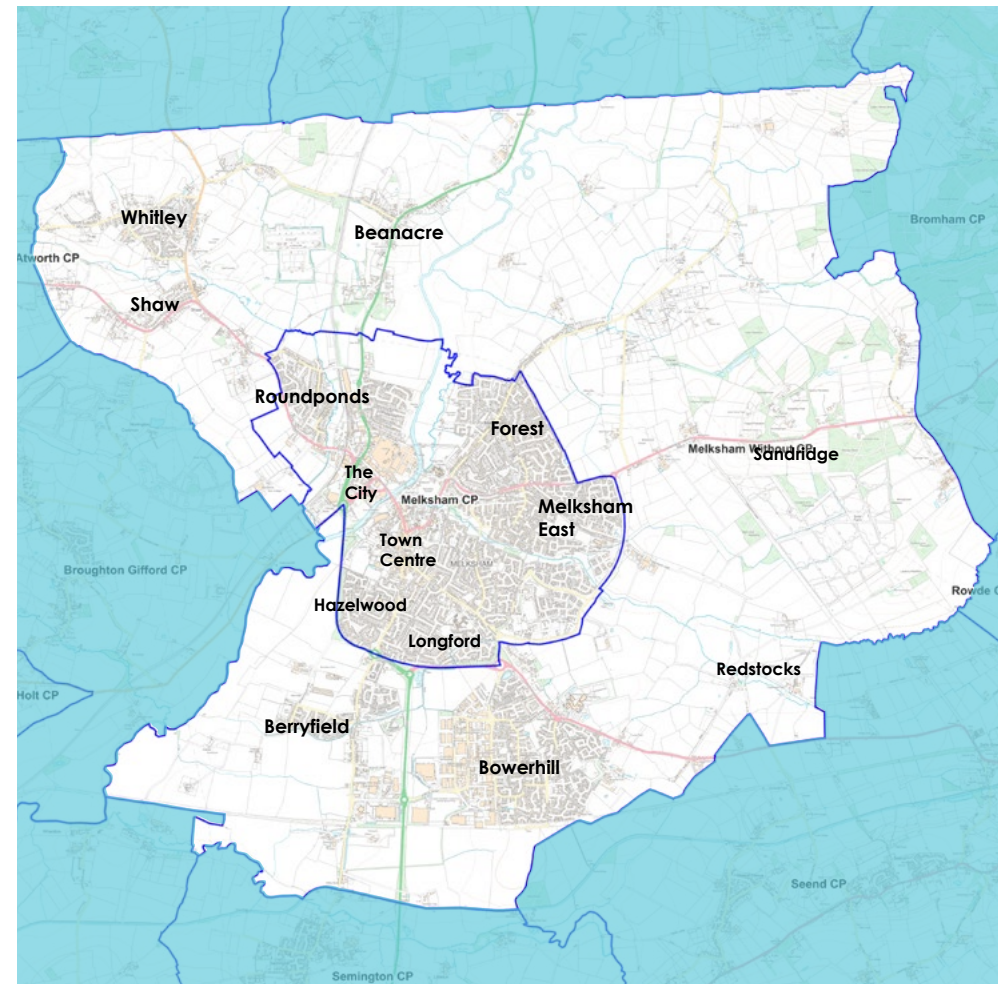 Whitley
Beanacre
Bromham CP
Atworth CP
Shaw
Roundponds
Forest
Melksham Without CP
Sandridge
The
City
Melksham CP
Melksham
East
Town
Centre
MELKSHAM
Broughton Gifford CP
Rowde
Hazelwood
Longford
Redstocks
Holt CP
Berryfield
Bowerhill
Seend CP
Semington CP